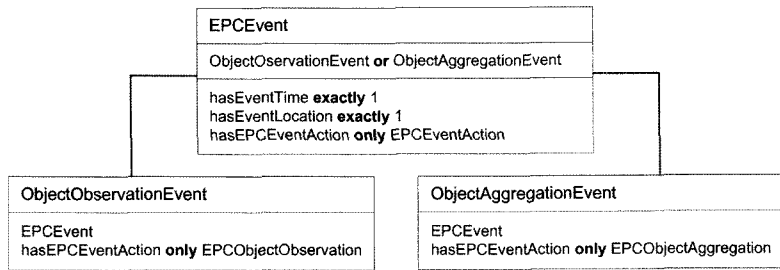 EPCEvent
ObjectOservationEvent or ObjectAggregationEvent
hasEventTime exactly 1
hasEventLocation exactly 1
hasEPCEventAction only EPCEventAction
ObjectObservationEvent
EPCEvent
hasEPCEventAction only EPCObjectObservation
ObjectAggregationEvent
EPCEvent
hasEPCEventAction only EPCObjectAggregation